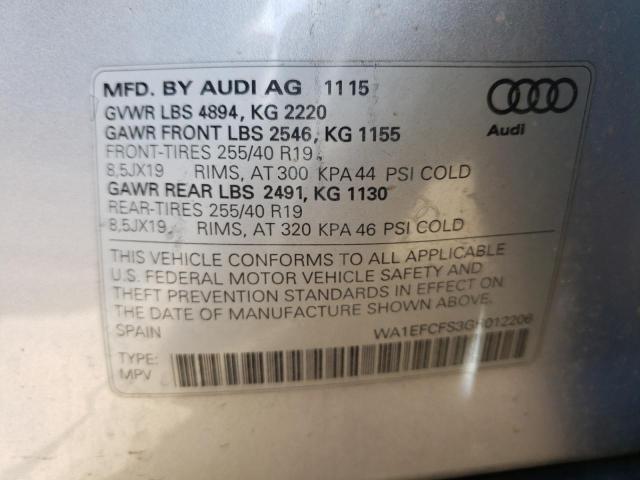 MFD. BY AUDI AG 11 15
GVWR LBS 4894, KG 2220
GAWR FRONT LBS 2546, KG 1155
FRONT-TIRES 255/40 R19
8,5JX19 RIMS, AT 300 KPA 44 PSI COLD
GAWR REAR LBS 2491, KG 1130
REAR-TIRES 255/40 R19
8,5JX19 RIMS, AT 320 KPA 46 PSI COLD
Audi
THIS VEHICLE CONFORMS TO ALL APPLICABLE
U.S. FEDERAL MOTOR VEHICLE SAFETY AND
THEFT PREVENTION STANDARDS IN EFFECT ON
THE DATE OF MANUFACTURE SHOWN ABOVE.
SPAIN WA1EFCFS3GR012206
TYPE:
MPV